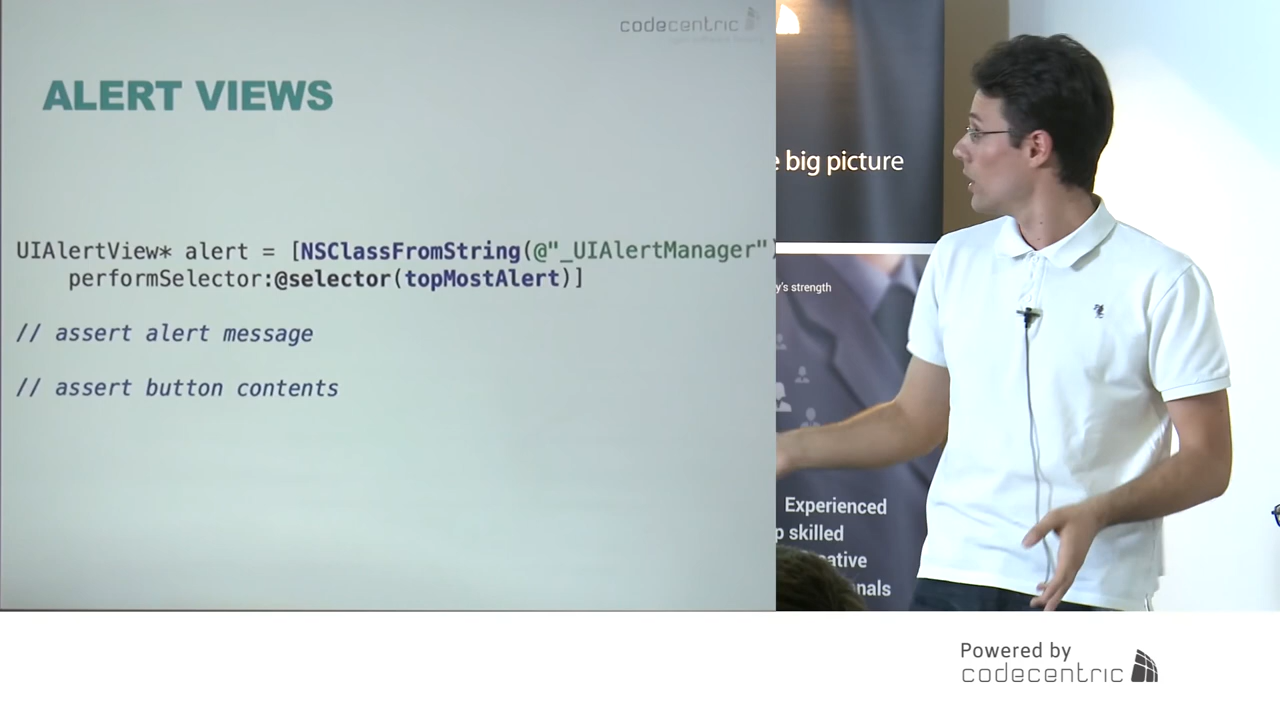 codecentric
ALERT VIEWS
UIAlertView* alert = [NSClassFromString(@"_UIAlertManager")
performSelector:@selector(topMostAlert)]
// assert alert message
// assert button contents
e big picture
y's strength
Experienced
p skilled
ative
nals
Powered by
codecentric